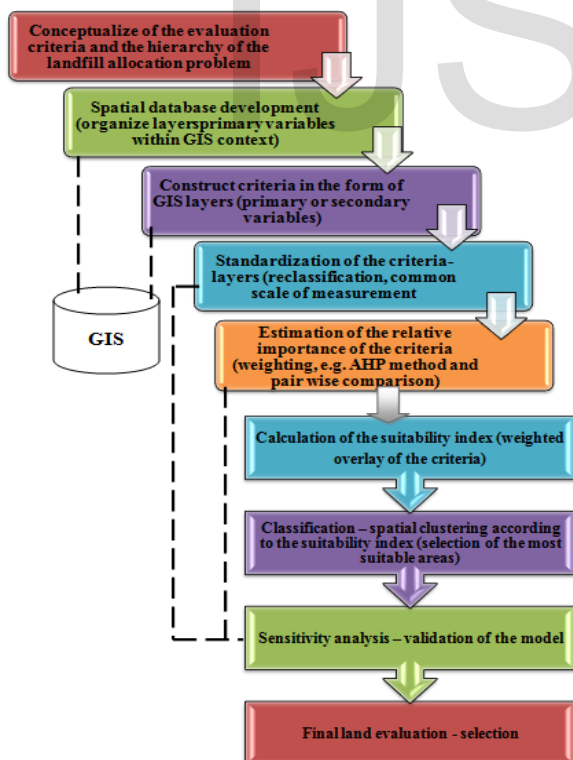 IJS
Conceptualize of the evaluation
criteria and the hierarchy of the
landfill allocation problem
Spatial database development
(organize layersprimary variables
within GIS context)
Construct criteria in the form of
GIS layers (primary or secondary
variables)
Standardization of the criteria-
layers (reclassification, common
scale of measurement
GIS
Estimation of the relative
importance of the criteria
(weighting, e.g. AHP method and
pair wise comparison)
Calculation of the suitability index (weighted
overlay of the criteria)
Classification – spatial clustering according
to the suitability index (selection of the most
suitable areas)
Sensitivity analysis – validation of the model
Final land evaluation - selection